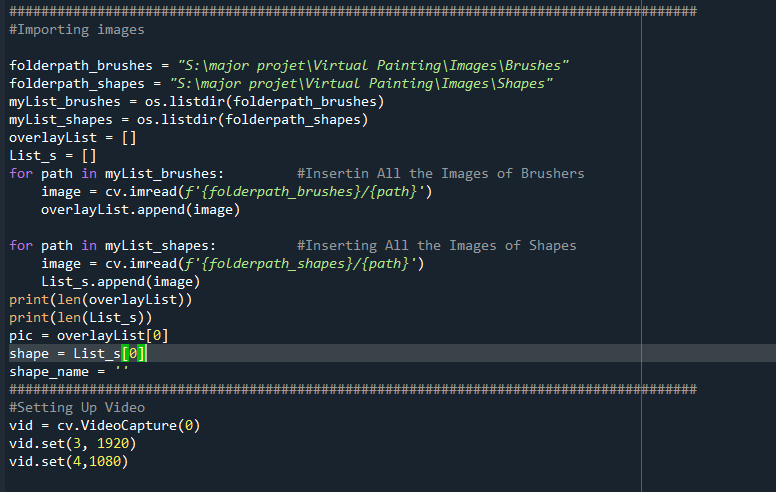 ######################################################################################
#Importing images
folderpath_brushes = "S:\major projet\Virtual Painting\Images\Brushes"
folderpath_shapes = "S:\major projet\Virtual Painting\Images\Shapes"
myList_brushes = os.listdir(folderpath_brushes)
myList_shapes = os.listdir(folderpath_shapes)
overlayList = []
List_s = []
for path in myList_brushes:         #Insertin All the Images of Brushers
    image = cv.imread(f'{folderpath_brushes}/{path}')
    overlayList.append(image)
for path in myList_shapes:          #Inserting All the Images of Shapes
    image = cv.imread(f'{folderpath_shapes}/{path}')
    List_s.append(image)
print(len(overlayList))
print(len(List_s))
pic = overlayList[0]
shape = List_s[0]
shape_name = ''
######################################################################################
#Setting Up Video
vid = cv.VideoCapture(0)
vid.set(3, 1920)
vid.set(4,1080)